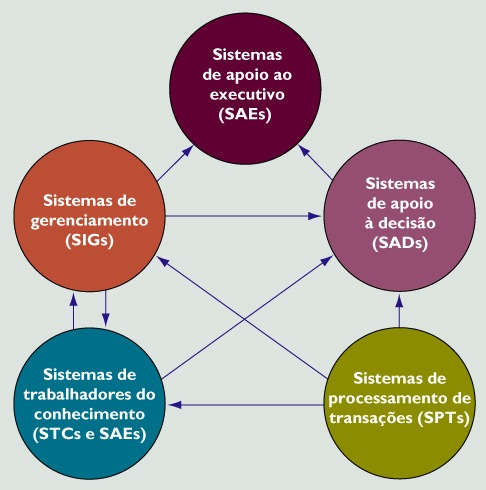 Sistemas
de apoio ao
executivo
(SAEs)
Sistemas de
gerenciamento
(SIGs)
Sistemas
de apoio
à decisão
(SADs)
Sistemas de
trabalhadores do
conhecimento
(STCs e SAEs)
Sistemas de
processamento de
transações (SPTs)